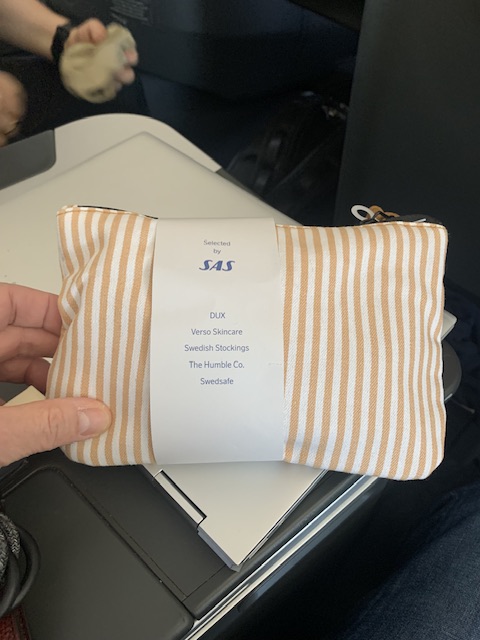 Selected
by
SAS
DUX
Verso Skincare
Swedish Stockings
The Humble Co.
Swedsafe